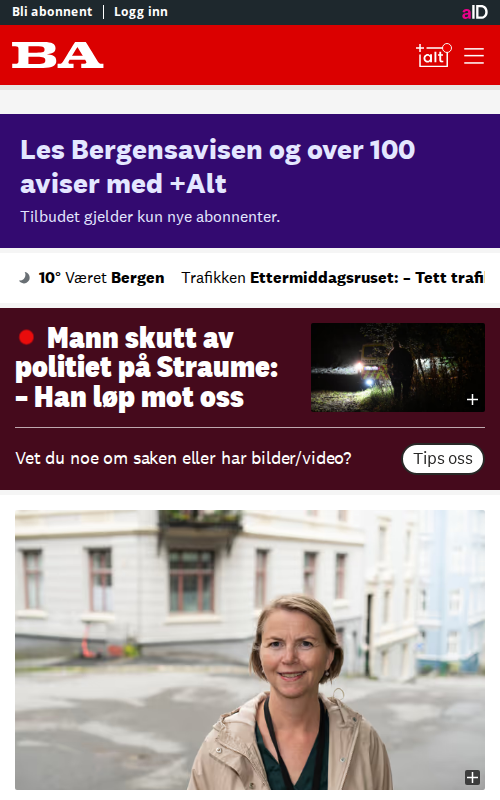 Bli abonnent | Logg inn
aID
BA
+alt
Les Bergensavisen og over 100
aviser med +Alt
Tilbudet gjelder kun nye abonnenter.
10° Været Bergen Trafikken Ettermiddagsruset: – Tett trafi
Mann skutt av
politiet på Straume:
– Han løp mot oss
Vet du noe om saken eller har bilder/video?
Tips oss